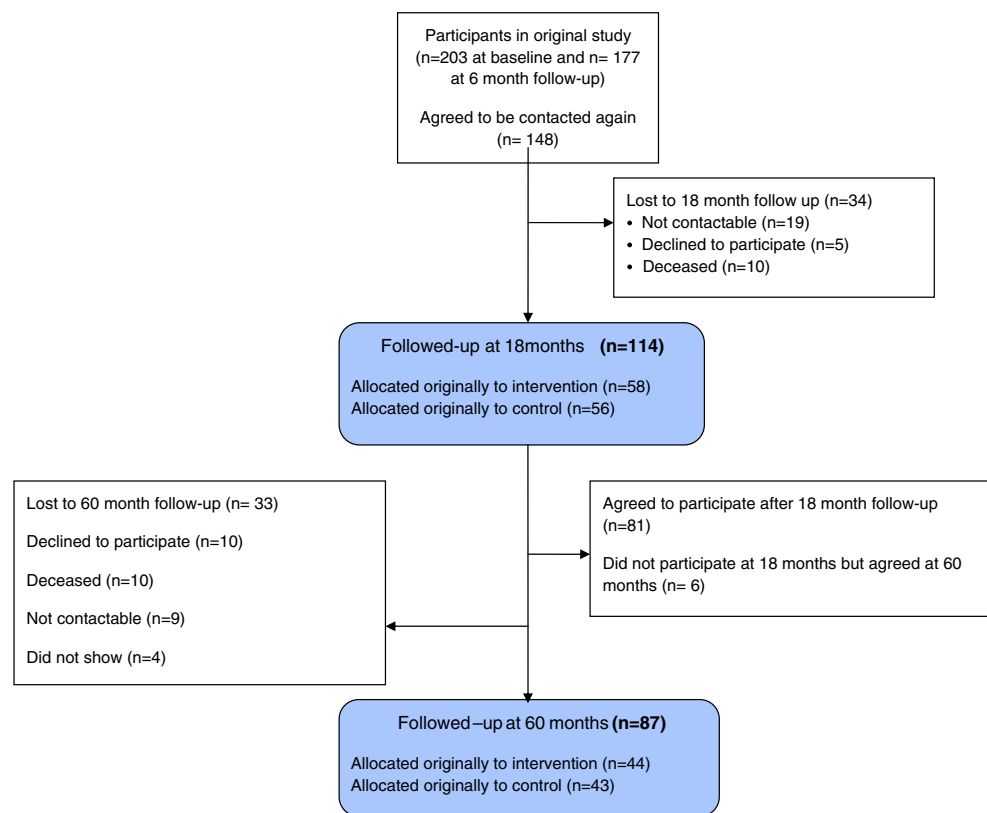 Participants in original study
(n=203 at baseline and n= 177
at 6 month follow-up)
Agreed to be contacted again
(n= 148)
Lost to 18 month follow up (n=34)
• Not contactable (n=19)
• Declined to participate (n=5)
• Deceased (n=10)
Followed-up at 18months (n=114)
Allocated originally to intervention (n=58)
Allocated originally to control (n=56)
Lost to 60 month follow-up (n= 33)
Declined to participate (n=10)
Deceased (n=10)
Not contactable (n=9)
Did not show (n=4)
Agreed to participate after 18 month follow-up
(n=81)
Did not participate at 18 months but agreed at 60
months (n= 6)
Followed–up at 60 months (n=87)
Allocated originally to intervention (n=44)
Allocated originally to control (n=43)